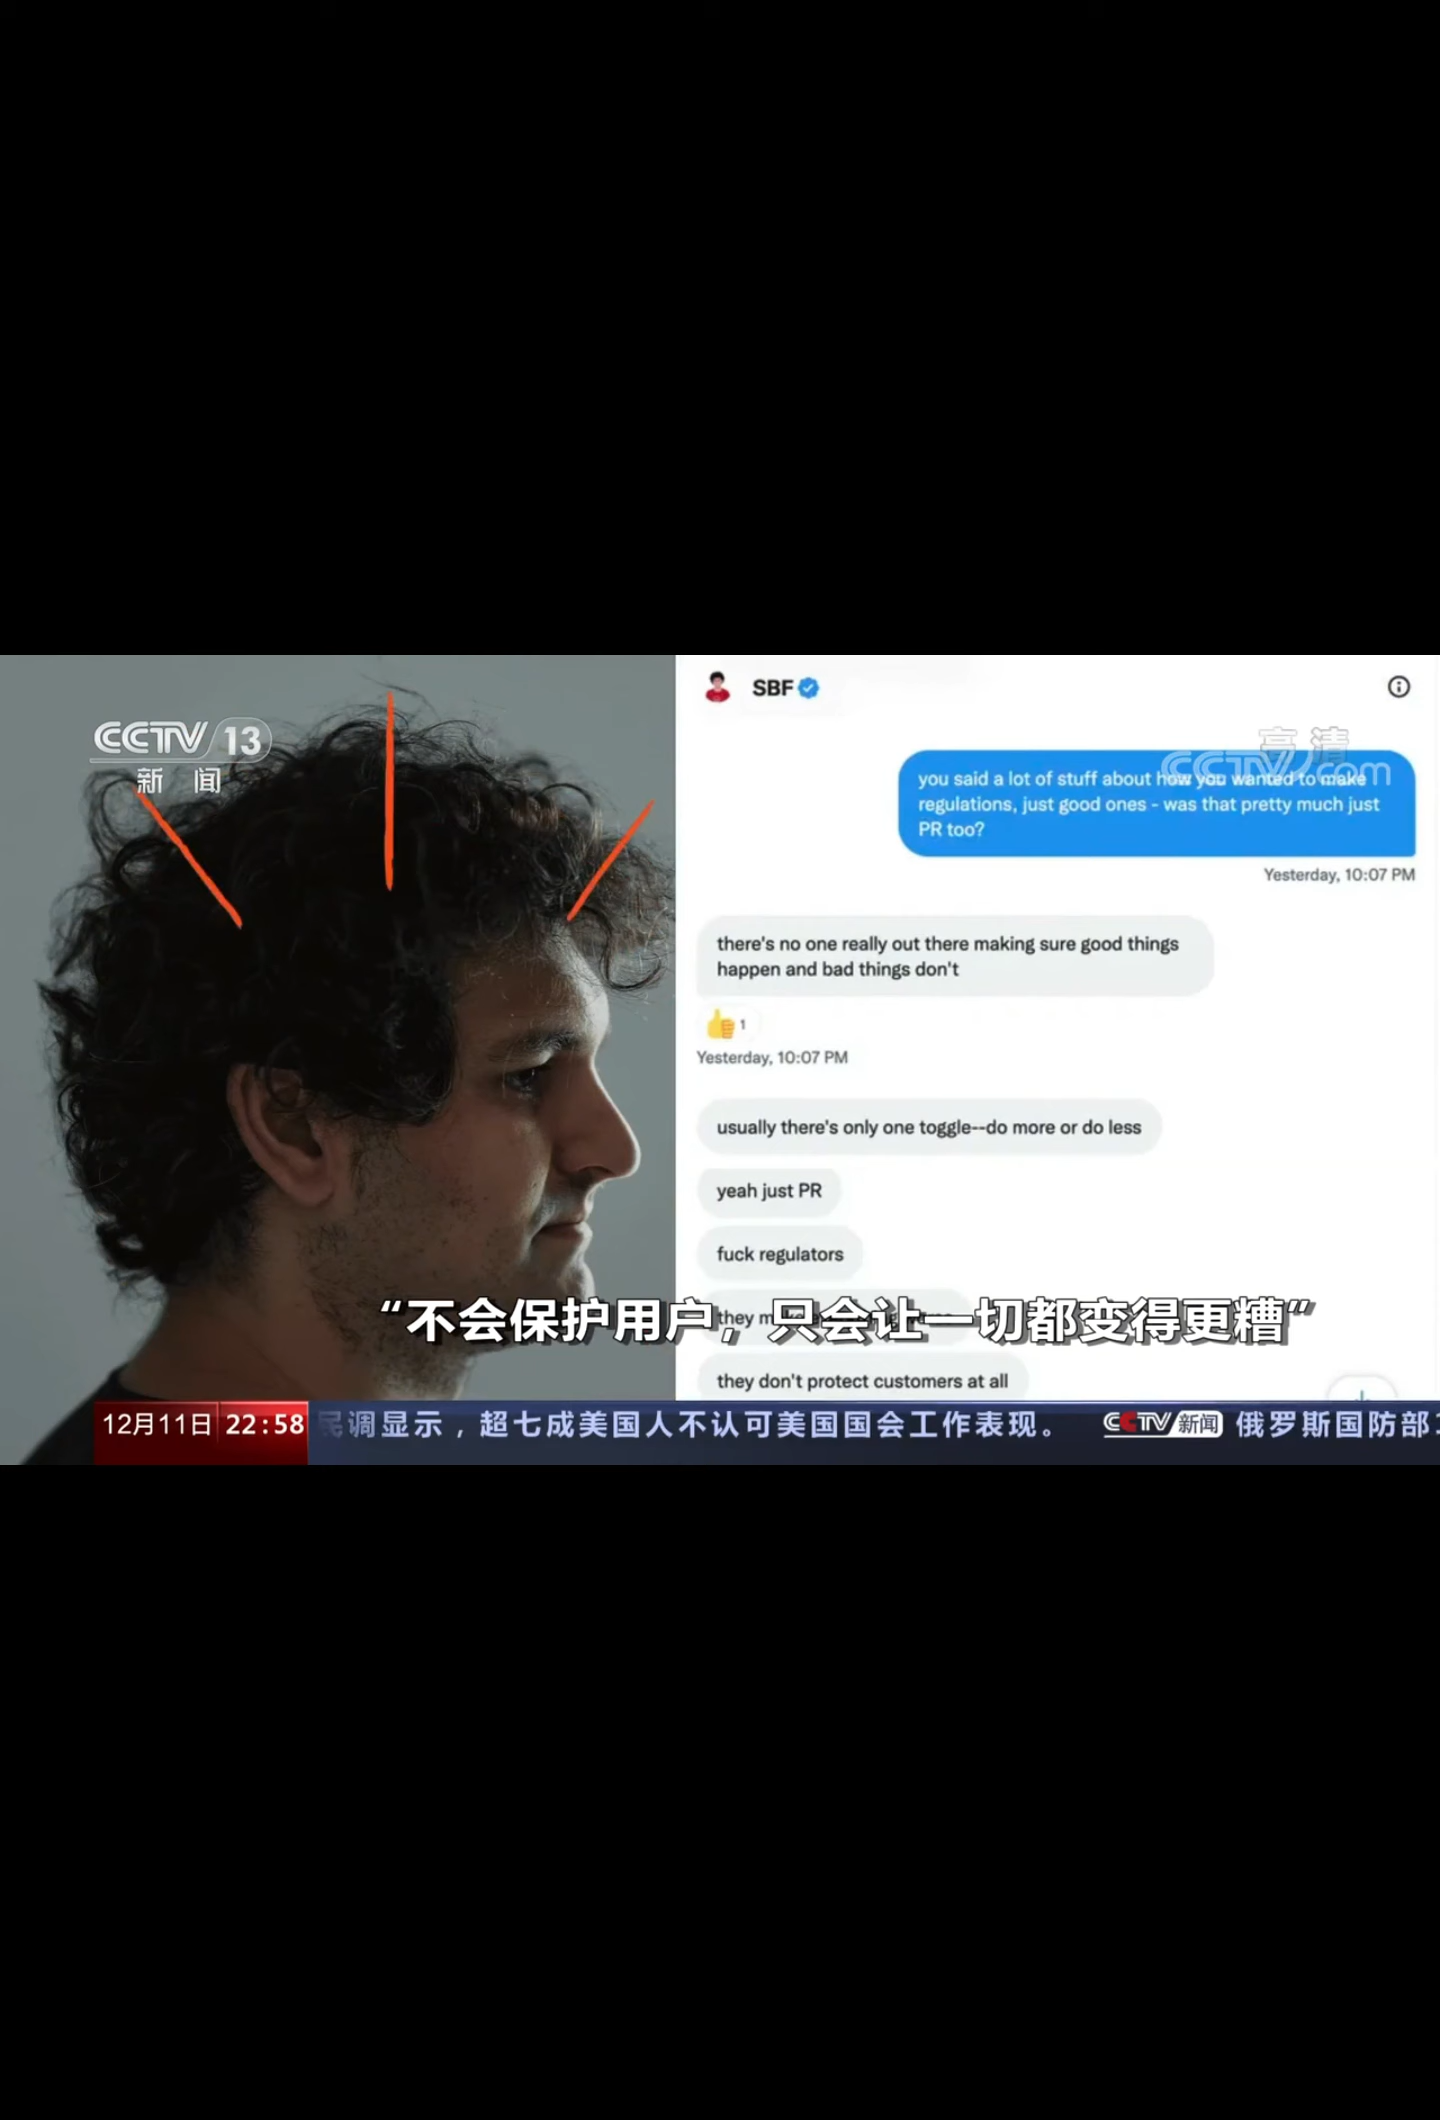 SBF
CCTV 13
新闻
高清
CCTV.com
you said a lot of stuff about how you wanted to make
regulations, just good ones - was that pretty much just
PR too?
Yesterday, 10:07 PM
there's no one really out there making sure good things
happen and bad things don't
1
Yesterday, 10:07 PM
usually there's only one toggle--do more or do less
yeah just PR
fuck regulators
they
“不会保护用户，只会让一切都变得更糟”
they don't protect customers at all
12月11日 22:58 民调显示，超七成美国人不认可美国国会工作表现。 CCTV新闻 俄罗斯国防部